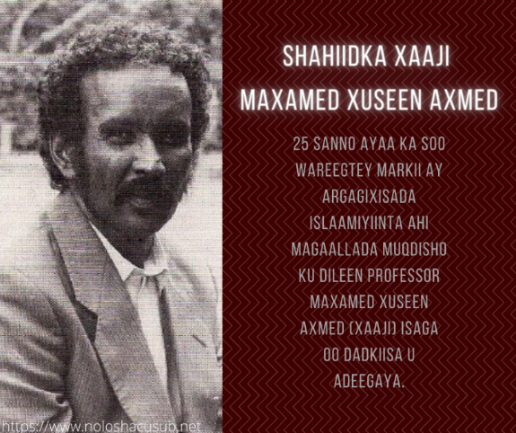 SHAHIIDKA XAAJI
MAXAMED XUSEEN AXMED
25 SANNO AYAA KA SOO
WAREEGTEY MARKII AY
ARGAGIXISADA
ISLAAMIYIINTA AHI
MAGAALLADA MUQDISHO
KU DILEEN PROFESSOR
MAXAMED XUSEEN
AXMED (XAAJI) ISAGA
OO DADKIISA U
ADEEGAYA.
https://www.noloshacusub.net